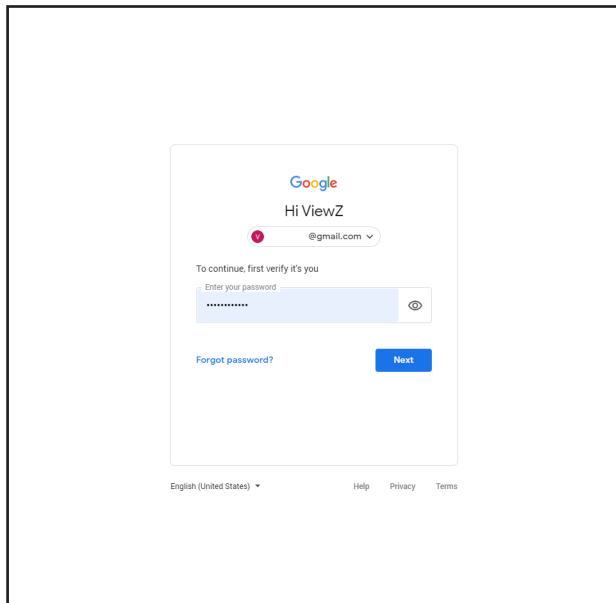 Google
Hi ViewZ
V @gmail.com
To continue, first verify it's you
Enter your password
••••••••••••
Forgot password? Next
English (United States) Help Privacy Terms